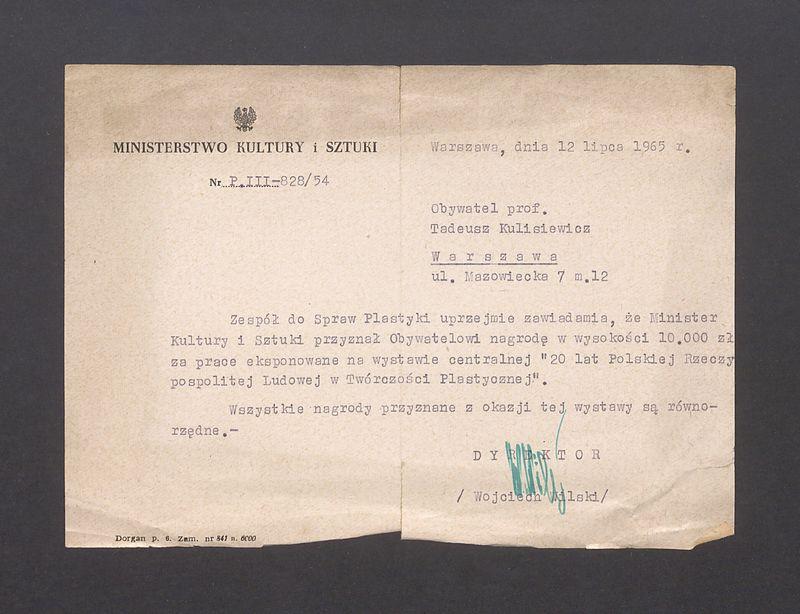 MINISTERSTWO KULTURY i SZTUKI
Nr P.III-828/54
Warszawa, dnia 12 lipca 1965 r.
Obywatel prof.
Tadeusz Kulisiewicz
W a r s z a w a
ul. Mazowiecka 7 m.12
Zespół do Spraw Plastyki uprzejmie zawiadamia, że Minister
Kultury i Sztuki przyznał Obywatelowi nagrodę w wysokości 10.000 zł
za prace eksponowane na wystawie centralnej "20 lat Polskiej Rzeczy
pospolitej Ludowej w Twórczości Plastycznej".
Wszystkie nagrody przyznane z okazji tej wystawy są równo-
rzędne.-
D Y R E K T O R
/ Wojciech Wilski/
Dorgan p. 6. Zam. nr 841 n. 6000